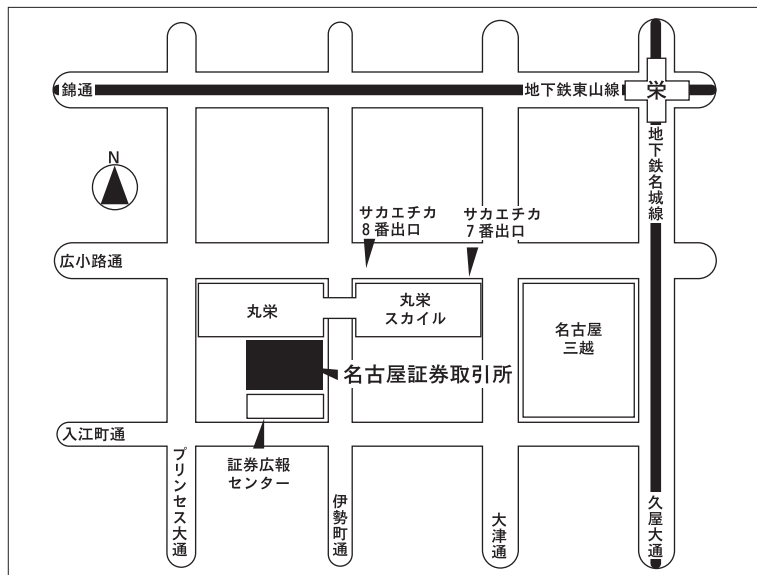 錦通
地下鉄東山線
栄
地下鉄名城線
N
サカエチカ
8番出口
サカエチカ
7番出口
広小路通
丸栄
丸栄
スカイル
名古屋
三越
名古屋証券取引所
入江町通
証券広報
センター
プリンセス大通
伊勢町通
大津通
久屋大通